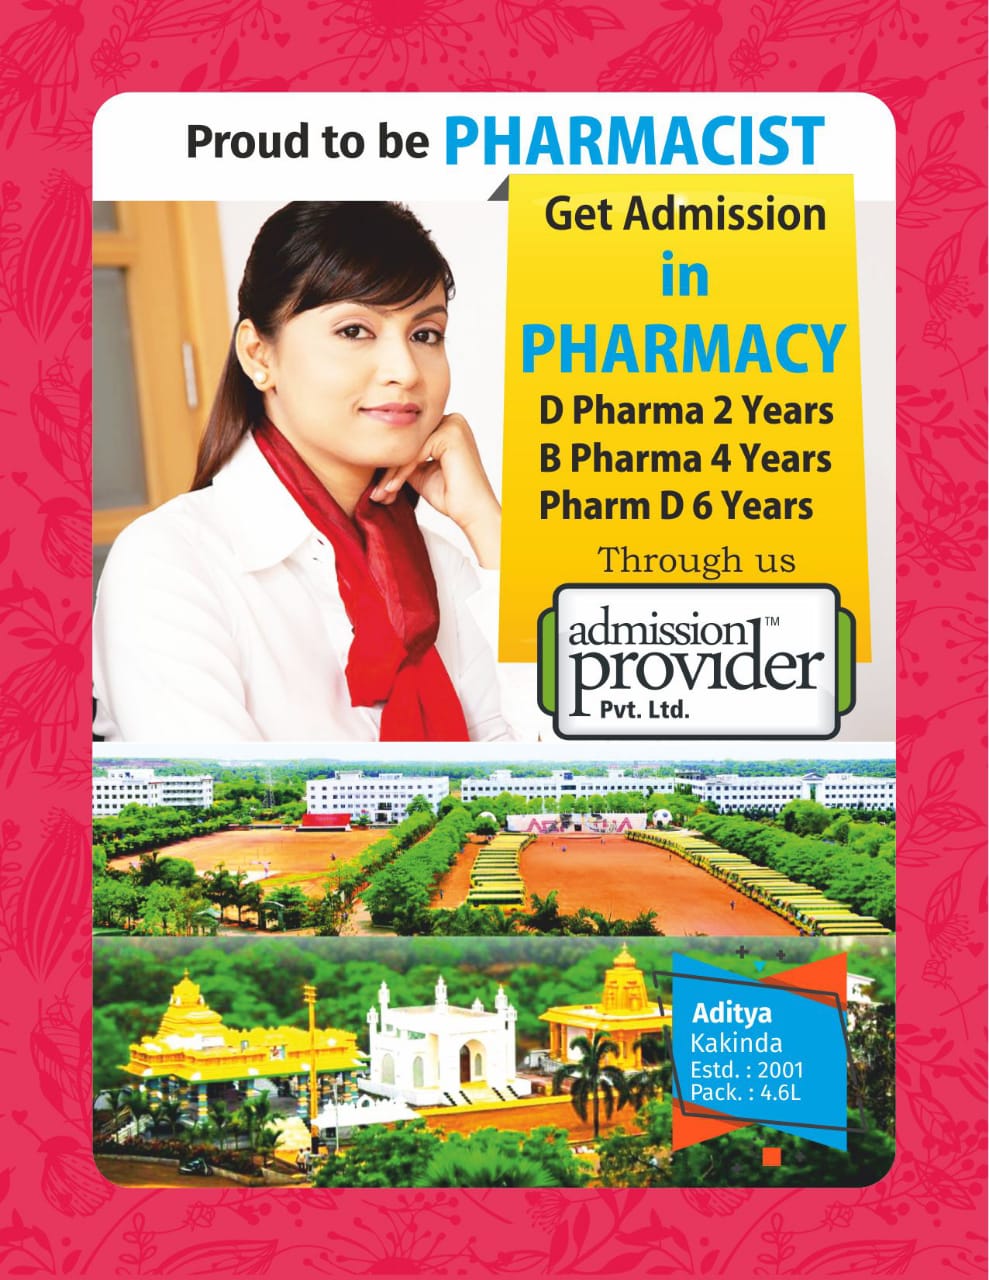 Proud to be PHARMACIST
Get Admission
in
PHARMACY
D Pharma 2 Years
B Pharma 4 Years
Pharm D 6 Years
Through us
admission™
provider
Pvt. Ltd.
Aditya
Kakinda
Estd. : 2001
Pack. : 4.6L